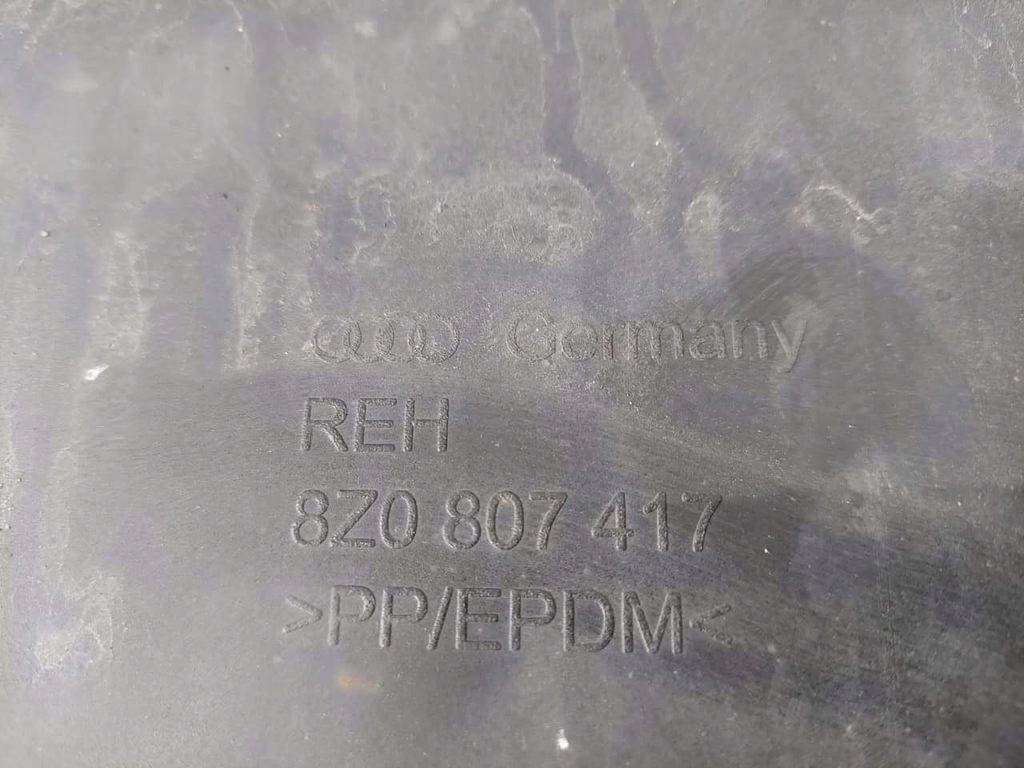 Germany
REH
8Z0 807 417
>PP/EPDM<